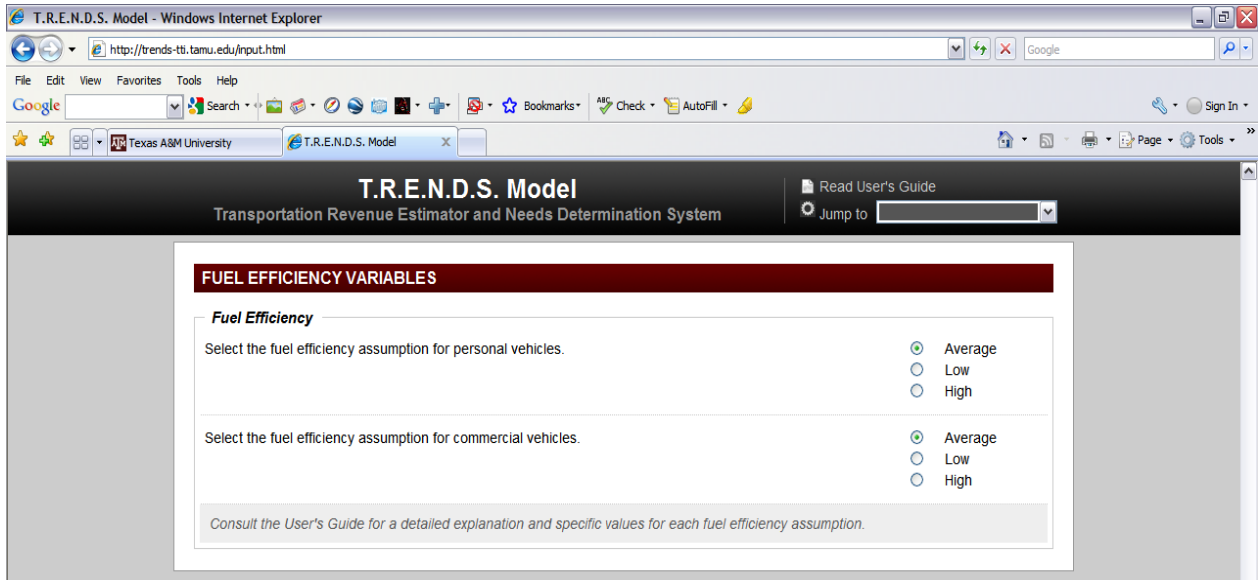 T.R.E.N.D.S. Model - Windows Internet Explorer
http://trends-tti.tamu.edu/input.html
Google
File Edit View Favorites Tools Help
Google Search Bookmarks ABC Check AutoFill Sign In
Texas A&M University T.R.E.N.D.S. Model X Page Tools »
T.R.E.N.D.S. Model
Transportation Revenue Estimator and Needs Determination System
Read User's Guide
Jump to
FUEL EFFICIENCY VARIABLES
Fuel Efficiency
Select the fuel efficiency assumption for personal vehicles.
Average
Low
High
Select the fuel efficiency assumption for commercial vehicles.
Average
Low
High
Consult the User's Guide for a detailed explanation and specific values for each fuel efficiency assumption.